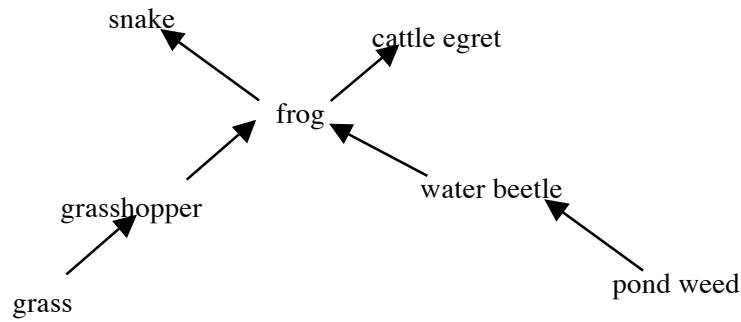 snake
cattle egret
frog
water beetle
grasshopper
pond weed
grass